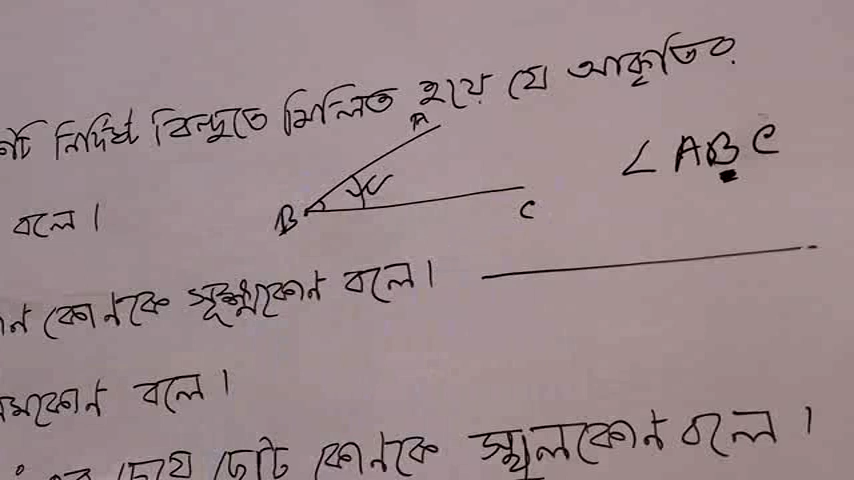 নির্দিষ্ট বিন্দুতে মিলিত হয়ে যে আকৃতির
A
∠ ABC
B
C
বলে।
কোনকে সূক্ষ্মকোন বলে।
সমকোন বলে।
চেয়ে ছোট কোনকে স্থূলকোন বলে।